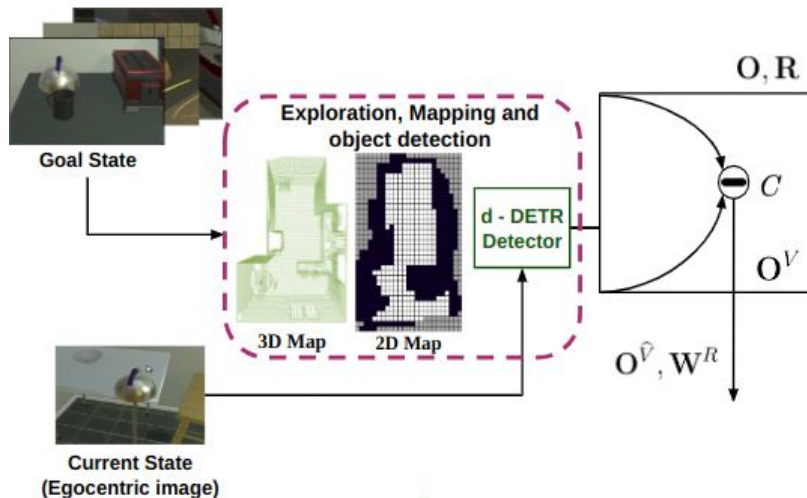 Goal State
Exploration, Mapping and
object detection
3D Map
2D Map
d - DETR
Detector
O, R
C
O^V
O^V̂, W^R
Current State
(Egocentric image)